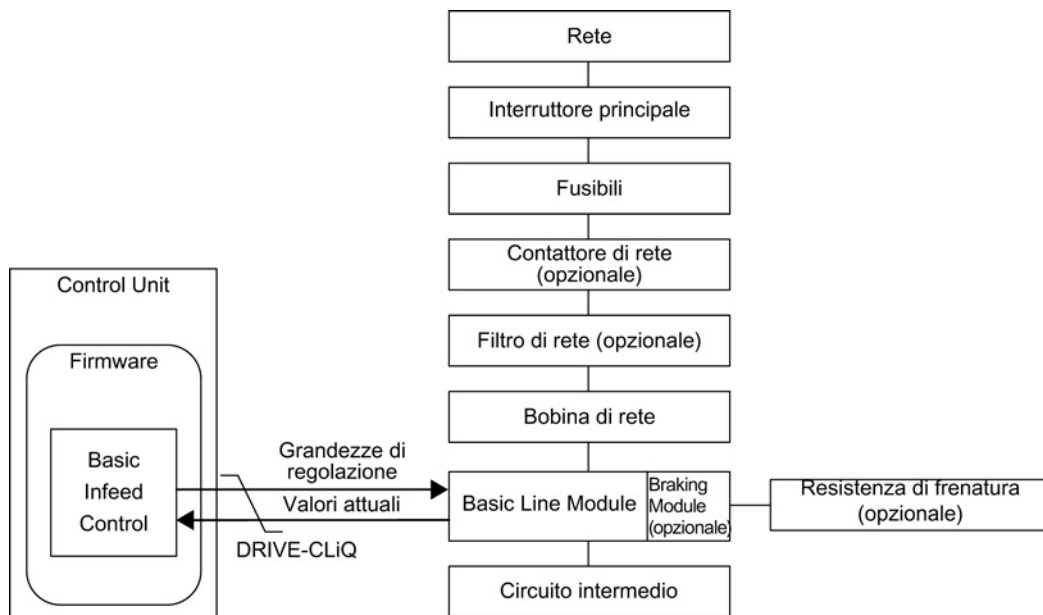 Rete
Interruttore principale
Fusibili
Contattore di rete
(opzionale)
Filtro di rete (opzionale)
Bobina di rete
Control Unit
Firmware
Basic
Infeed
Control
Grandezze di
regolazione
Valori attuali
DRIVE-CLiQ
Basic Line Module
Braking
Module
(opzionale)
Resistenza di frenatura
(opzionale)
Circuito intermedio